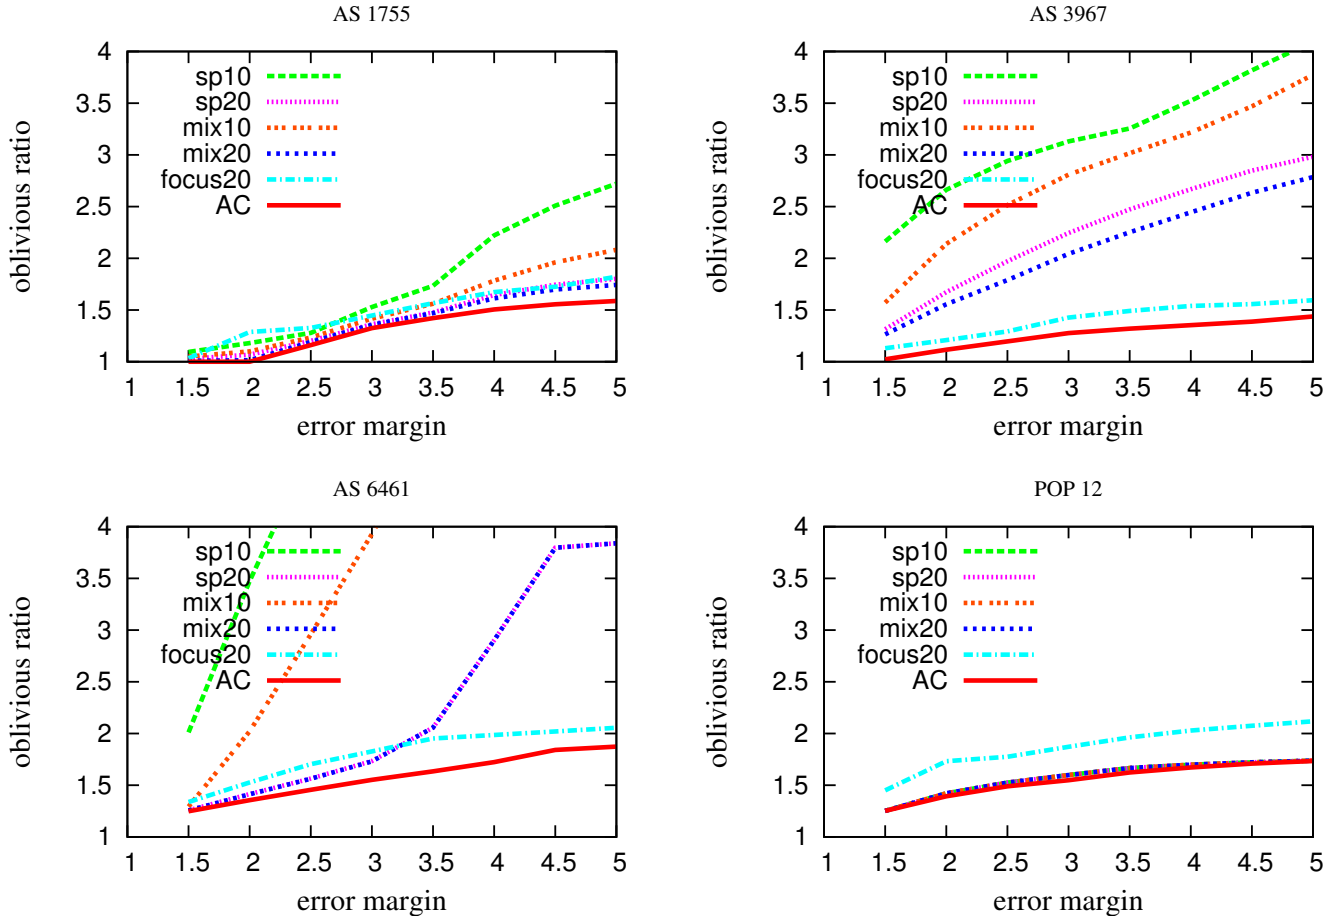 AS 1755
oblivious ratio
4
3.5
3
2.5
2
1.5
1
sp10
sp20
mix10
mix20
focus20
AC
1 1.5 2 2.5 3 3.5 4 4.5 5
error margin
AS 3967
oblivious ratio
4
3.5
3
2.5
2
1.5
1
sp10
sp20
mix10
mix20
focus20
AC
1 1.5 2 2.5 3 3.5 4 4.5 5
error margin
AS 6461
oblivious ratio
4
3.5
3
2.5
2
1.5
1
sp10
sp20
mix10
mix20
focus20
AC
1 1.5 2 2.5 3 3.5 4 4.5 5
error margin
POP 12
oblivious ratio
4
3.5
3
2.5
2
1.5
1
sp10
sp20
mix10
mix20
focus20
AC
1 1.5 2 2.5 3 3.5 4 4.5 5
error margin